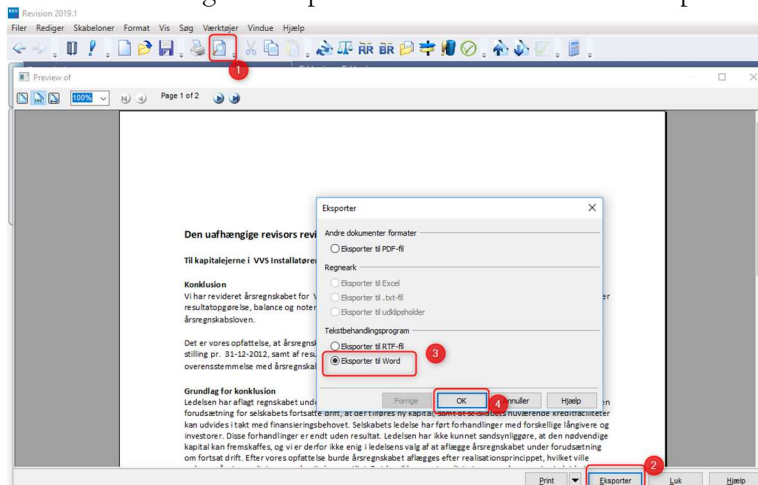 Revision 2019.1
Filer Rediger Skabeloner Format Vis Søg Værktøjer Vindue Hjælp
RR BR
1
Preview of
100% Page 1 of 2
Eksporter
Andre dokumenter formater
Eksporter til PDF-fil
Regneark
Eksporter til Excel
Eksporter til .txt-fil
Eksporter til udklipsholder
Tekstbehandlingsprogram
Eksporter til RTF-fil
Eksporter til Word
3
Forrige OK nnuller Hjælp
4
Den uafhængige revisors revi
Til kapitalejerne i VVS Installatøre
Konklusion
Vi har revideret årsregnskabet for V
resultatopgørelse, balance og noter
årsregnskabsloven.
Det er vores opfattelse, at årsregnsk
stilling pr. 31-12-2012, samt af resu
overensstemmelse med årsregnskal
Grundlag for konklusion
Ledelsen har aflagt regnskabet unde
forudsætning for selskabets fortsatte drift, at der tilføres ny kapital, samt at selskabets nuværende kreditfaciliteter
kan udvides i takt med finansieringsbehovet. Selskabets ledelse har ført forhandlinger med forskellige långivere og
investorer. Disse forhandlinger er endt uden resultat. Ledelsen har ikke kunnet sandsynliggøre, at den nødvendige
kapital kan fremskaffes, og vi er derfor ikke enig i ledelsens valg af at aflægge årsregnskabet under forudsætning
om fortsat drift. Efter vores opfattelse burde årsregnskabet aflægges efter realisationsprincippet, hvilket ville
2
Print Eksporter Luk Hjælp